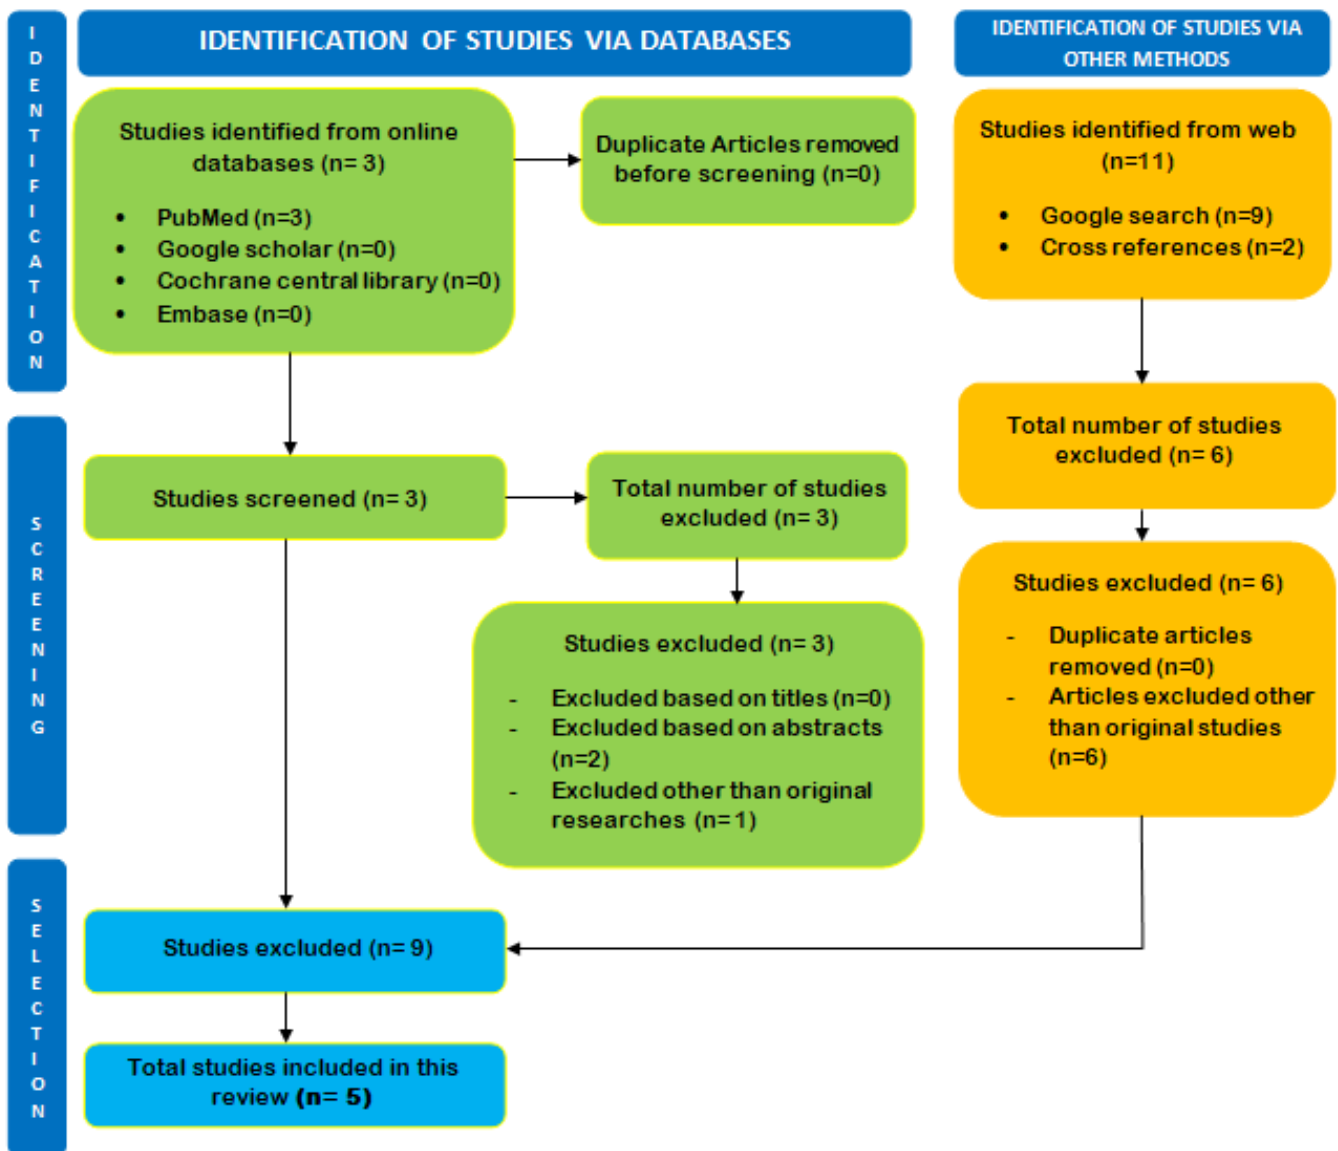 IDENTIFICATION
IDENTIFICATION OF STUDIES VIA DATABASES
IDENTIFICATION OF STUDIES VIA
OTHER METHODS
Studies identified from online
databases (n= 3)
• PubMed (n=3)
• Google scholar (n=0)
• Cochrane central library (n=0)
• Embase (n=0)
Duplicate Articles removed
before screening (n=0)
Studies identified from web
(n=11)
• Google search (n=9)
• Cross references (n=2)
SCREENING
Studies screened (n= 3)
Total number of studies
excluded (n= 3)
Studies excluded (n= 3)
- Excluded based on titles (n=0)
- Excluded based on abstracts
(n=2)
- Excluded other than original
researches (n= 1)
Total number of studies
excluded (n= 6)
Studies excluded (n= 6)
- Duplicate articles
removed (n=0)
- Articles excluded other
than original studies
(n=6)
SELECTION
Studies excluded (n= 9)
Total studies included in this
review (n= 5)